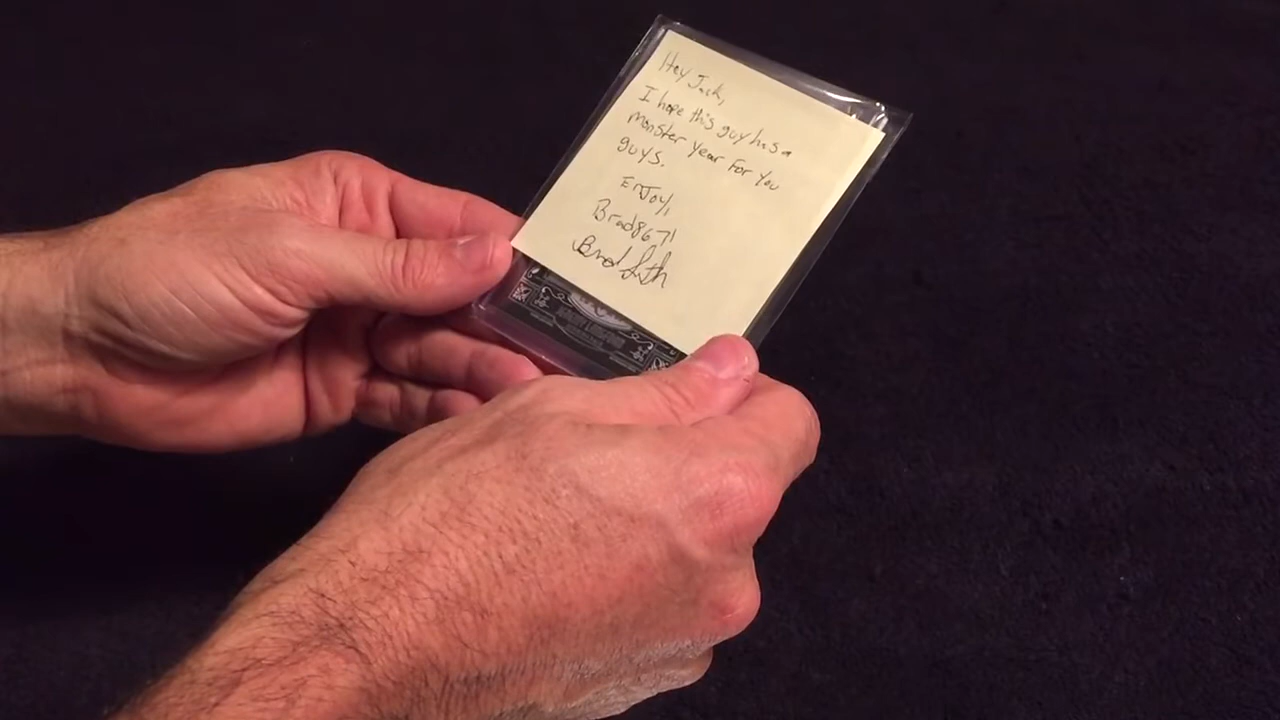 Hey Jack,
I hope this guy has a
monster year for you
guys.
Enjoy,
Brad8671